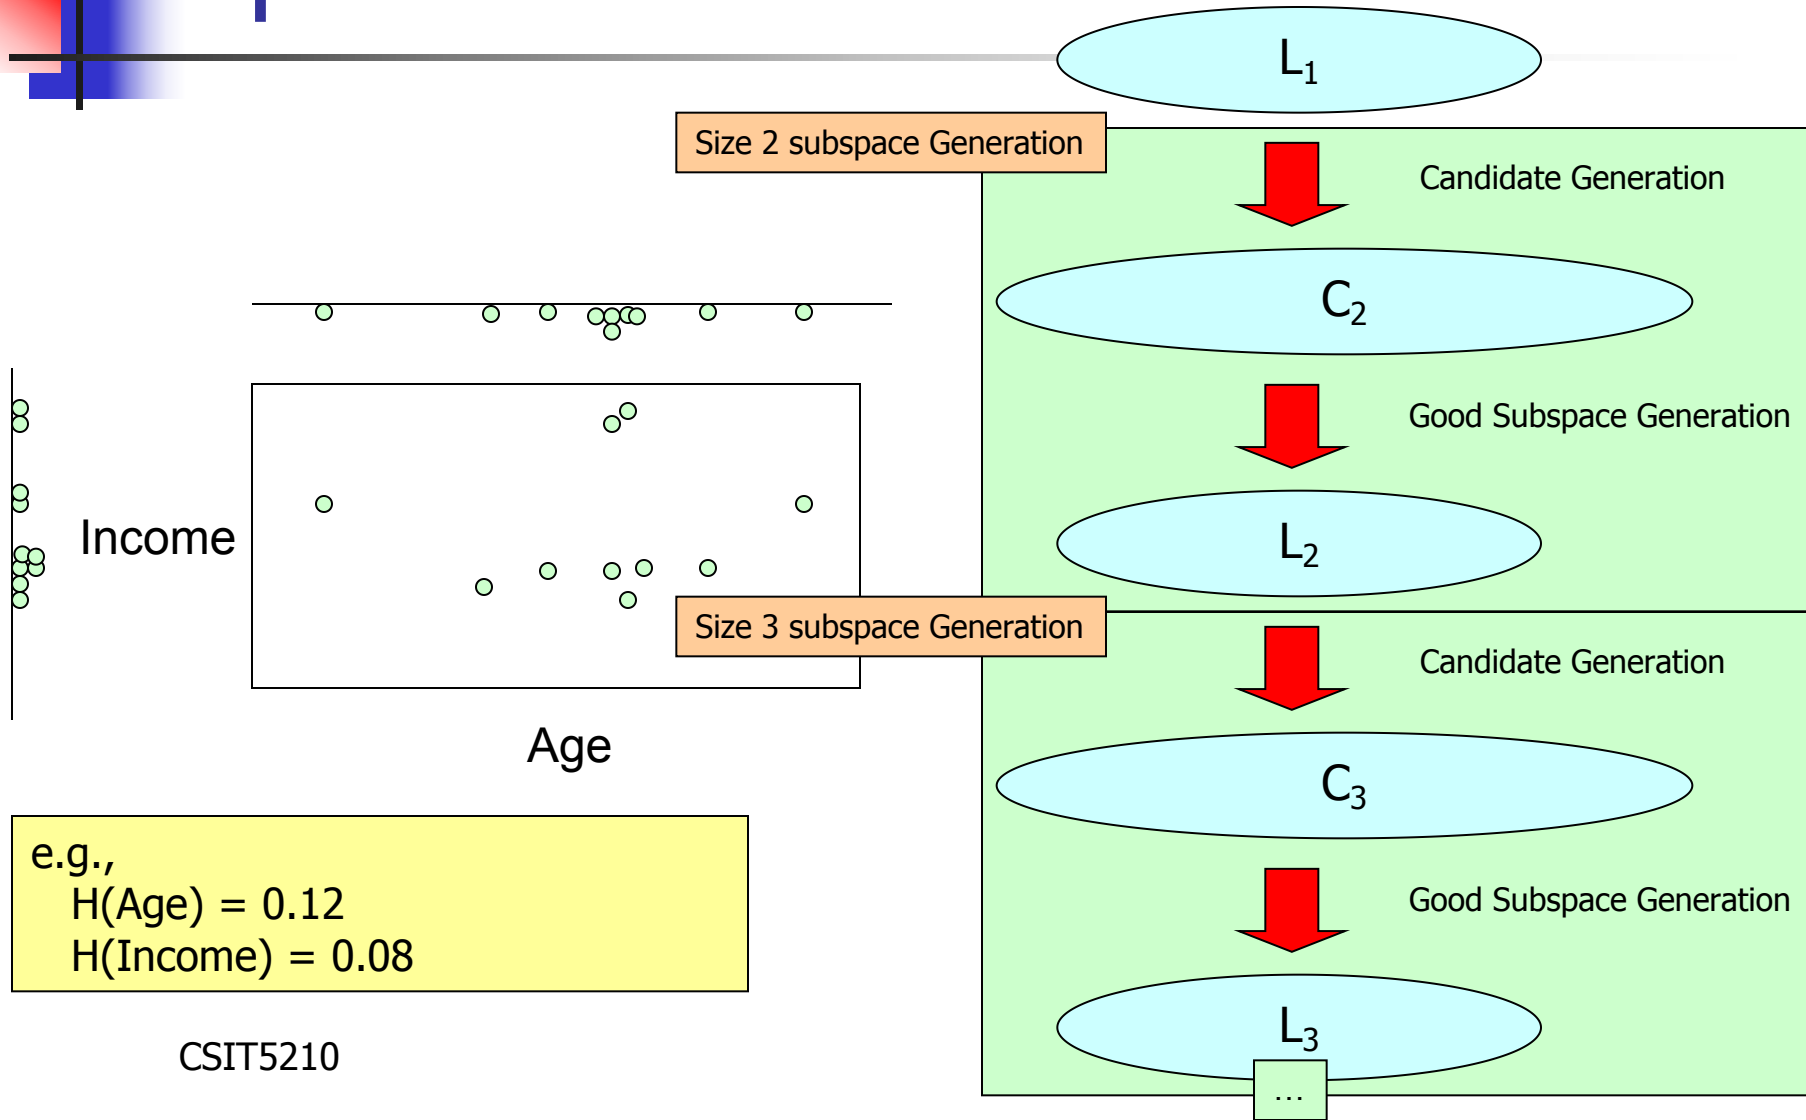 L1
Size 2 subspace Generation
Candidate Generation
C2
Good Subspace Generation
L2
Income
Size 3 subspace Generation
Candidate Generation
Age
C3
e.g.,
H(Age) = 0.12
H(Income) = 0.08
Good Subspace Generation
L3
CSIT5210
...